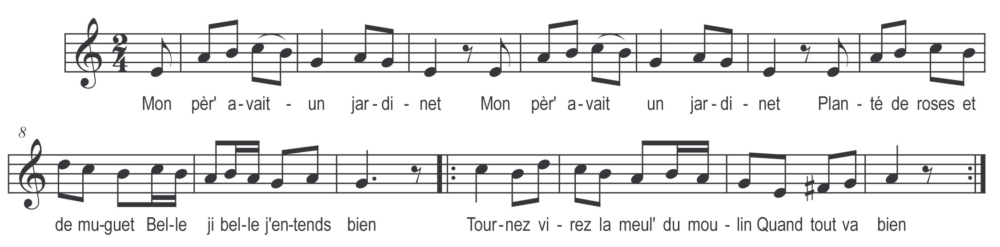 Mon pèr' a-vait - un jar-di - net Mon pèr' a-vait un jar-di - net Plan - té de roses et
8
de mu-guet Bel-le ji bel-le j'en-tends bien Tour-nez vi - rez la meul' du mou - lin Quand tout va bien